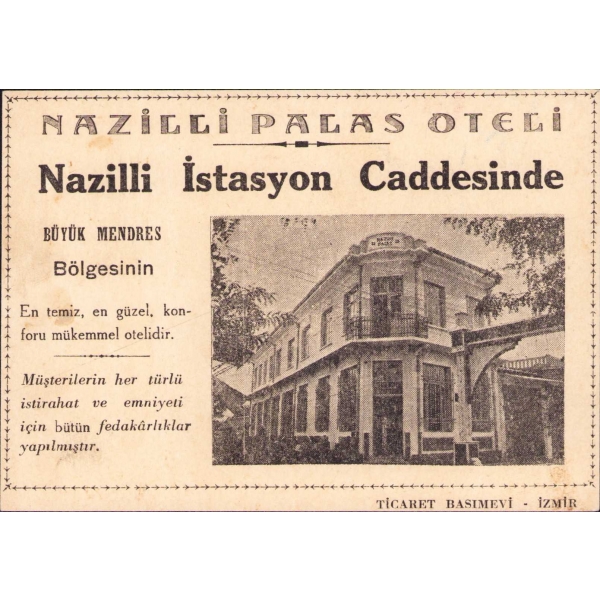 NAZİLLİ PALAS OTELİ
Nazilli İstasyon Caddesinde
BÜYÜK MENDRES
Bölgesinin
En temiz, en güzel, kon-
foru mükemmel otelidir.
Müşterilerin her türlü
istirahat ve emniyeti
için bütün fedakârlıklar
yapılmıştır.
TİCARET BASIMEVİ - İZMİR